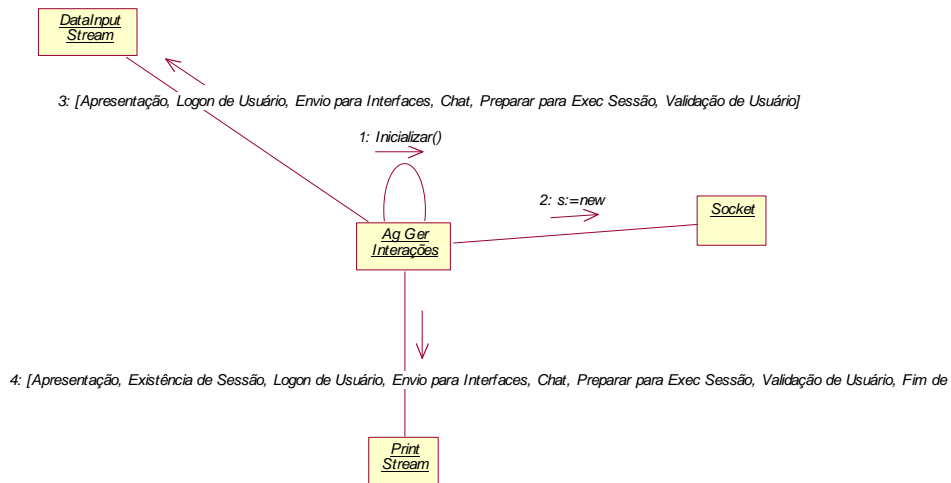 DataInput
Stream
3: [Apresentação, Logon de Usuário, Envio para Interfaces, Chat, Preparar para Exec Sessão, Validação de Usuário]
1: Inicializar()
2: s:=new
Socket
Ag Ger
Interações
4: [Apresentação, Existência de Sessão, Logon de Usuário, Envio para Interfaces, Chat, Preparar para Exec Sessão, Validação de Usuário, Fim de
Print
Stream